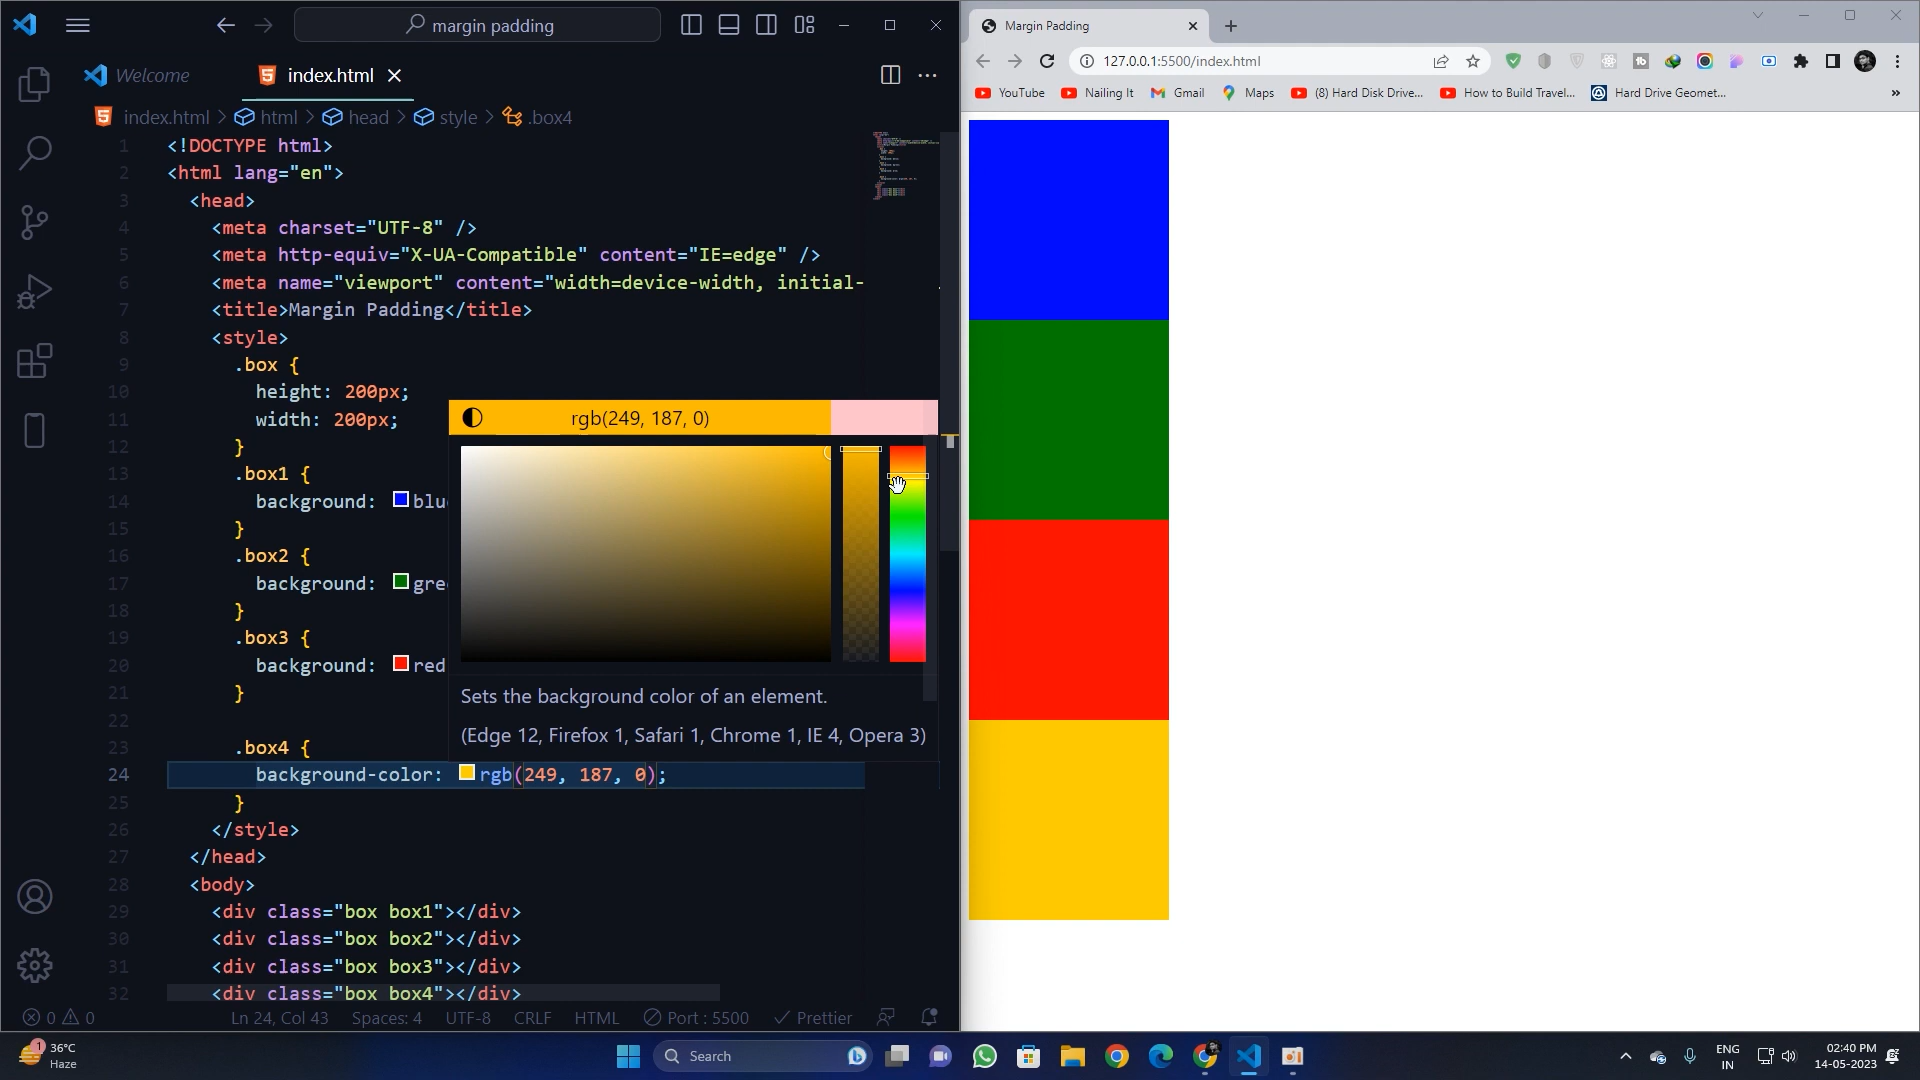 margin padding
Welcome
index.html
index.html > html > head > style > .box4
1 <!DOCTYPE html>
2 <html lang="en">
3 <head>
4 <meta charset="UTF-8" />
5 <meta http-equiv="X-UA-Compatible" content="IE=edge" />
6 <meta name="viewport" content="width=device-width, initial-
7 <title>Margin Padding</title>
8 <style>
9 .box {
10 height: 200px;
11 width: 200px;
12 }
13 .box1 {
14 background: blu
15 }
16 .box2 {
17 background: gre
18 }
19 .box3 {
20 background: red
21 }
22
23 .box4 {
24 background-color: rgb(249, 187, 0);
25 }
26 </style>
27 </head>
28 <body>
29 <div class="box box1"></div>
30 <div class="box box2"></div>
31 <div class="box box3"></div>
32 <div class="box box4"></div>
rgb(249, 187, 0)
Sets the background color of an element.
(Edge 12, Firefox 1, Safari 1, Chrome 1, IE 4, Opera 3)
0 0 Ln 24, Col 43 Spaces: 4 UTF-8 CRLF HTML Port : 5500 Prettier
Margin Padding
127.0.0.1:5500/index.html
YouTube Nailing It Gmail Maps (8) Hard Disk Drive... How to Build Travel... Hard Drive Geomet... »
1
36°C
Haze
Search
ENG
IN
02:40 PM
14-05-2023